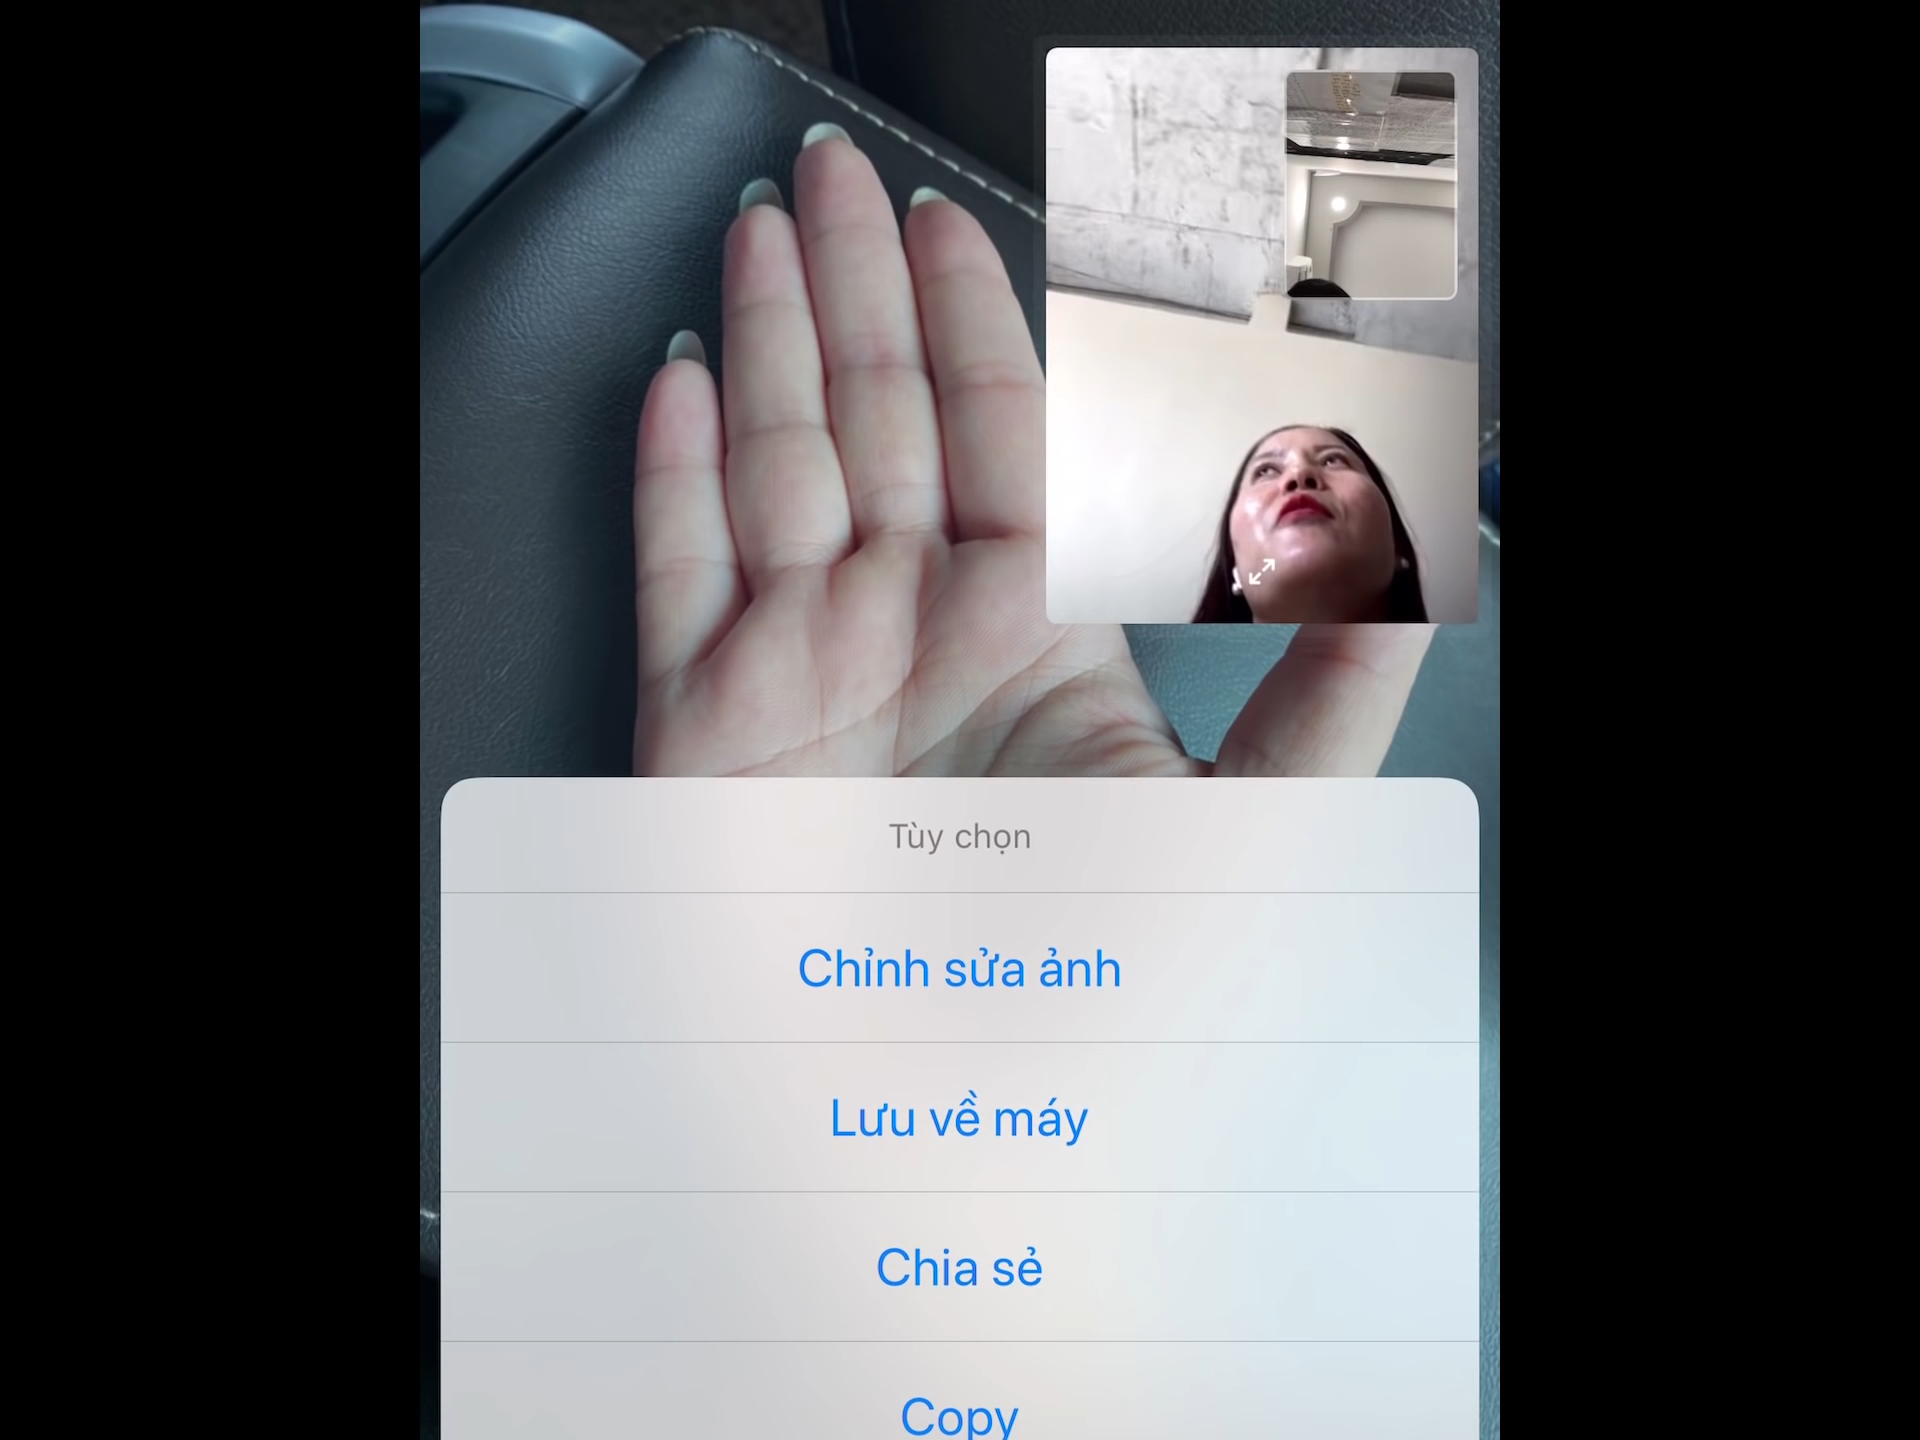 Tùy chọn
Chỉnh sửa ảnh
Lưu về máy
Chia sẻ
Copy